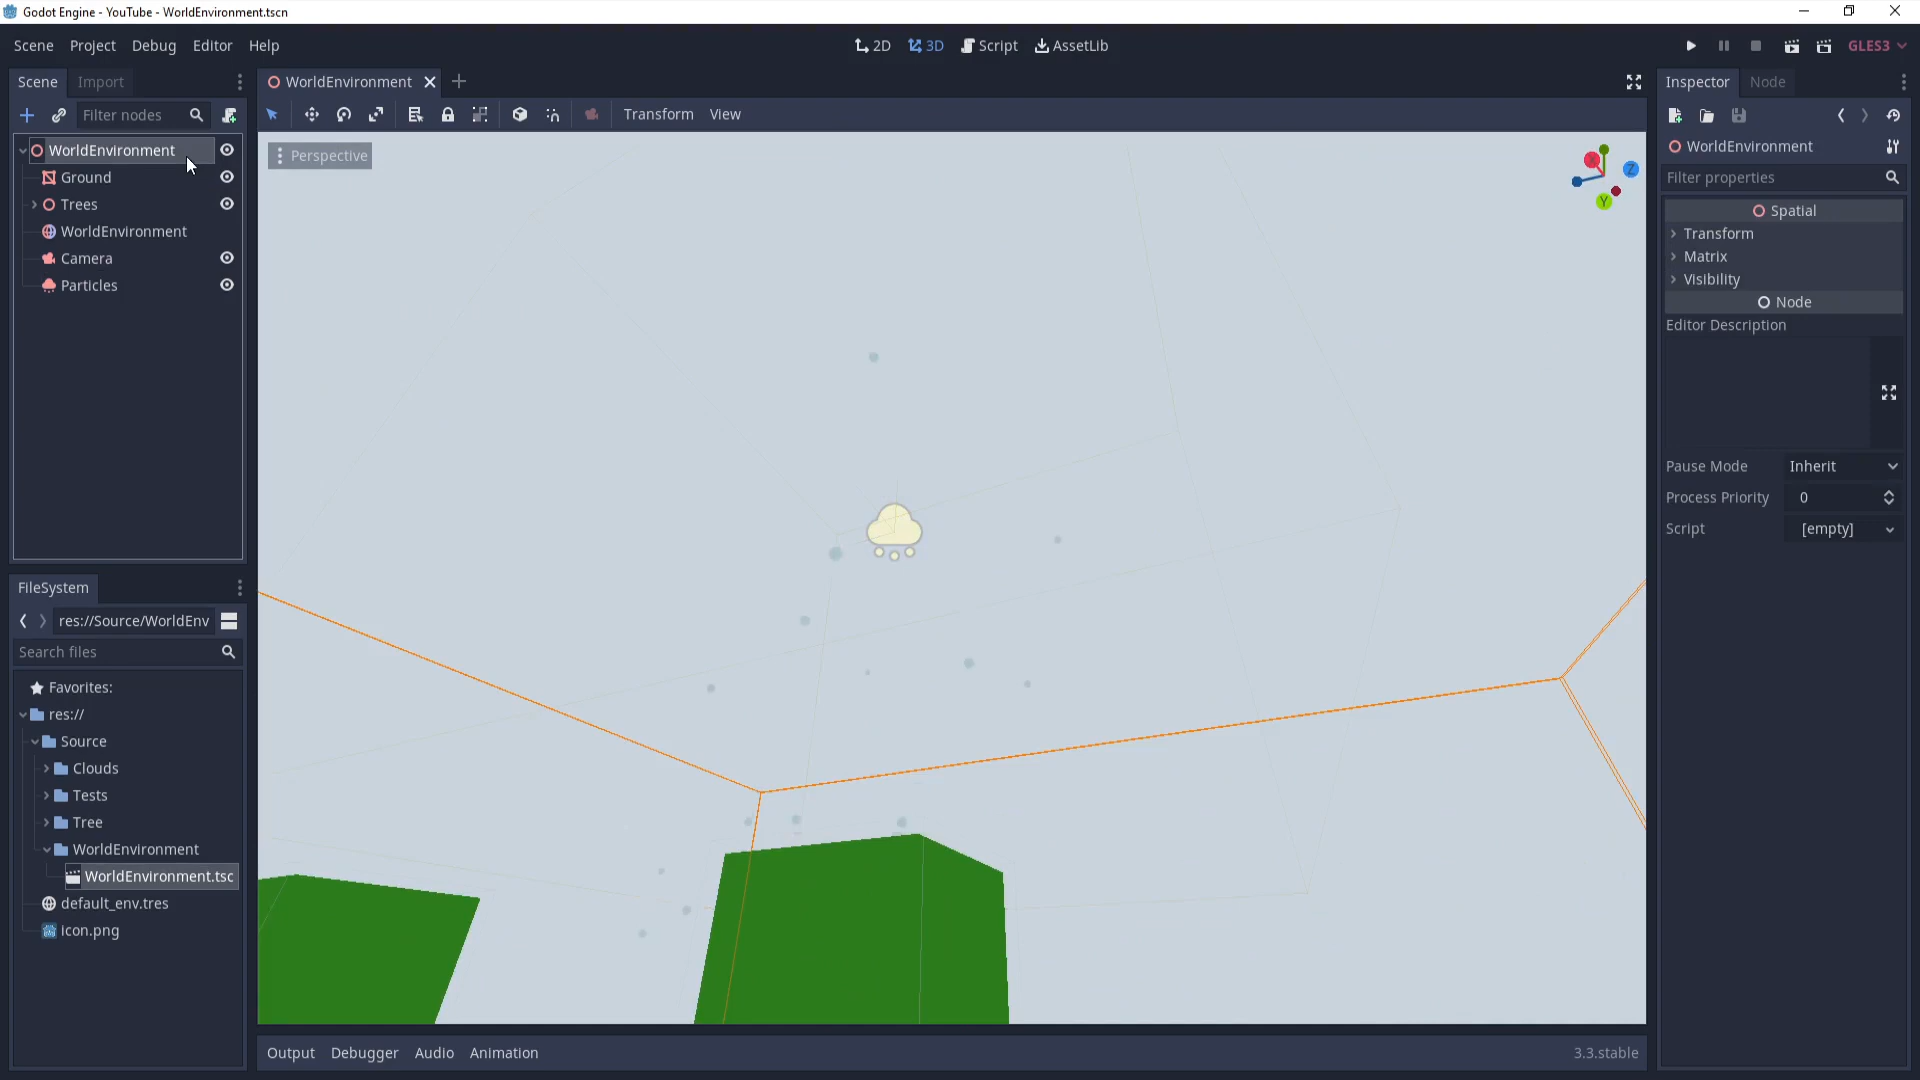 Godot Engine - YouTube - WorldEnvironment.tscn
Scene Project Debug Editor Help
2D 3D Script AssetLib
GLES3
Scene Import
WorldEnvironment
Inspector Node
Filter nodes
Transform View
WorldEnvironment
Ground
Trees
WorldEnvironment
Camera
Particles
Perspective
X
Z
Y
WorldEnvironment
Filter properties
Spatial
Transform
Matrix
Visibility
Node
Editor Description
Pause Mode Inherit
Process Priority 0
Script [empty]
FileSystem
res://Source/WorldEnv
Search files
Favorites:
res://
Source
Clouds
Tests
Tree
WorldEnvironment
WorldEnvironment.tsc
default_env.tres
icon.png
Output Debugger Audio Animation
3.3.stable